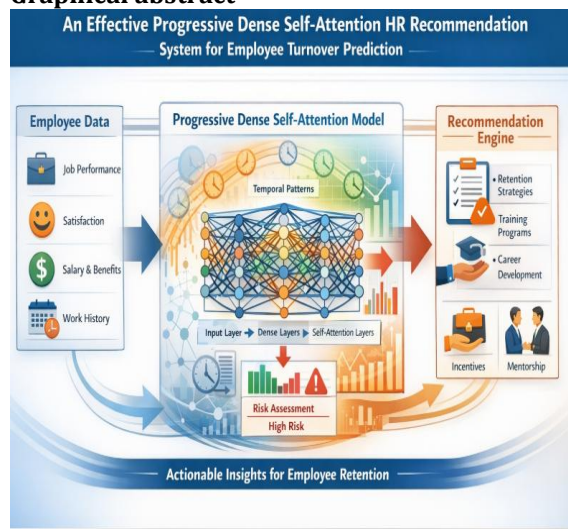 Graphical abstract
An Effective Progressive Dense Self-Attention HR Recommendation
System for Employee Turnover Prediction
Employee Data
Job Performance
Satisfaction
$
Salary & Benefits
Work History
Progressive Dense Self-Attention Model
Temporal Patterns
Input Layer
Dense Layers
Self-Attention Layers
Risk Assessment
High Risk
Recommendation
Engine
• Retention
Strategies
Training
Programs
• Career
Development
Incentives
Mentorship
Actionable Insights for Employee Retention